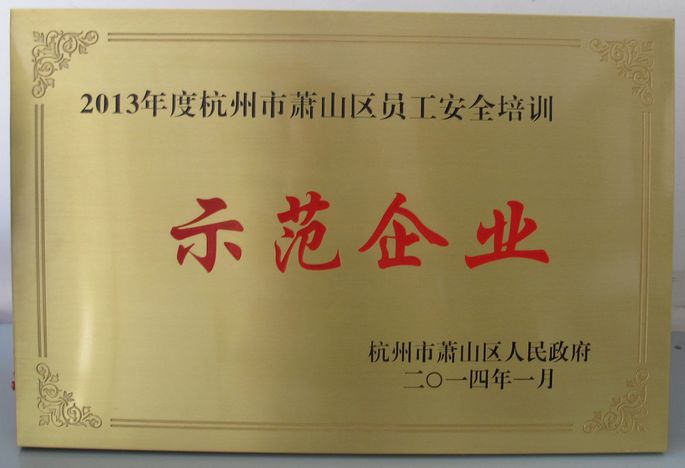 2013年度杭州市萧山区员工安全培训
示范企业
杭州市萧山区人民政府
二〇一四年一月